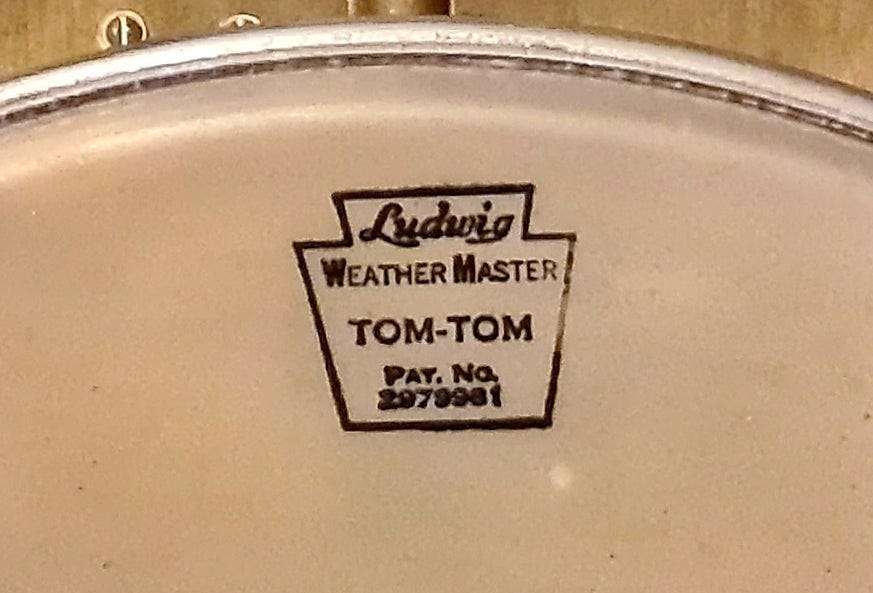 Ludwig
WEATHER MASTER
TOM-TOM
PAT. NO.
2979981